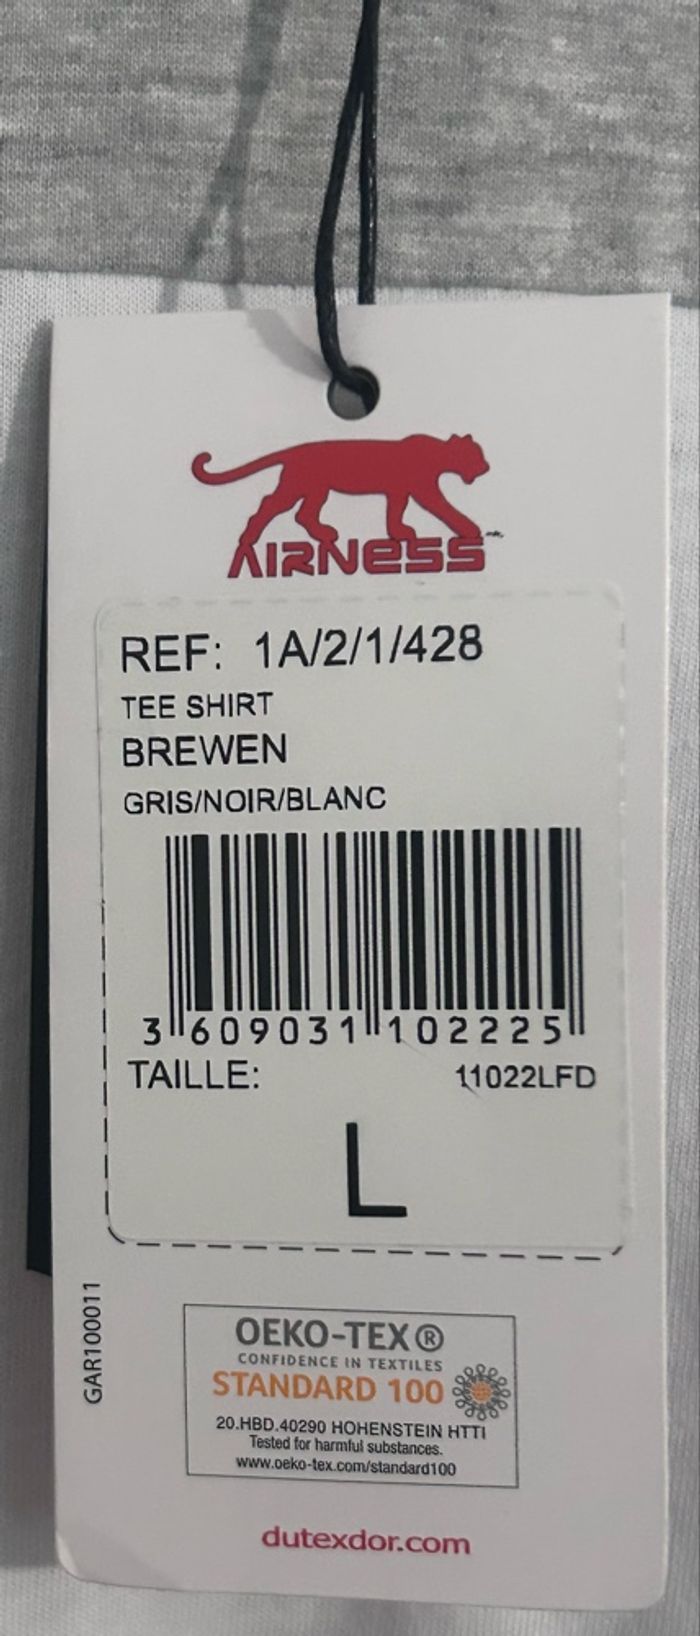 AIRNESS™
REF: 1A/2/1/428
TEE SHIRT
BREWEN
GRIS/NOIR/BLANC
3 609031 102225
TAILLE: 11022LFD
L
GAR100011
OEKO-TEX®
CONFIDENCE IN TEXTILES
STANDARD 100
20.HBD.40290 HOHENSTEIN HTTI
Tested for harmful substances.
www.oeko-tex.com/standard100
dutexdor.com